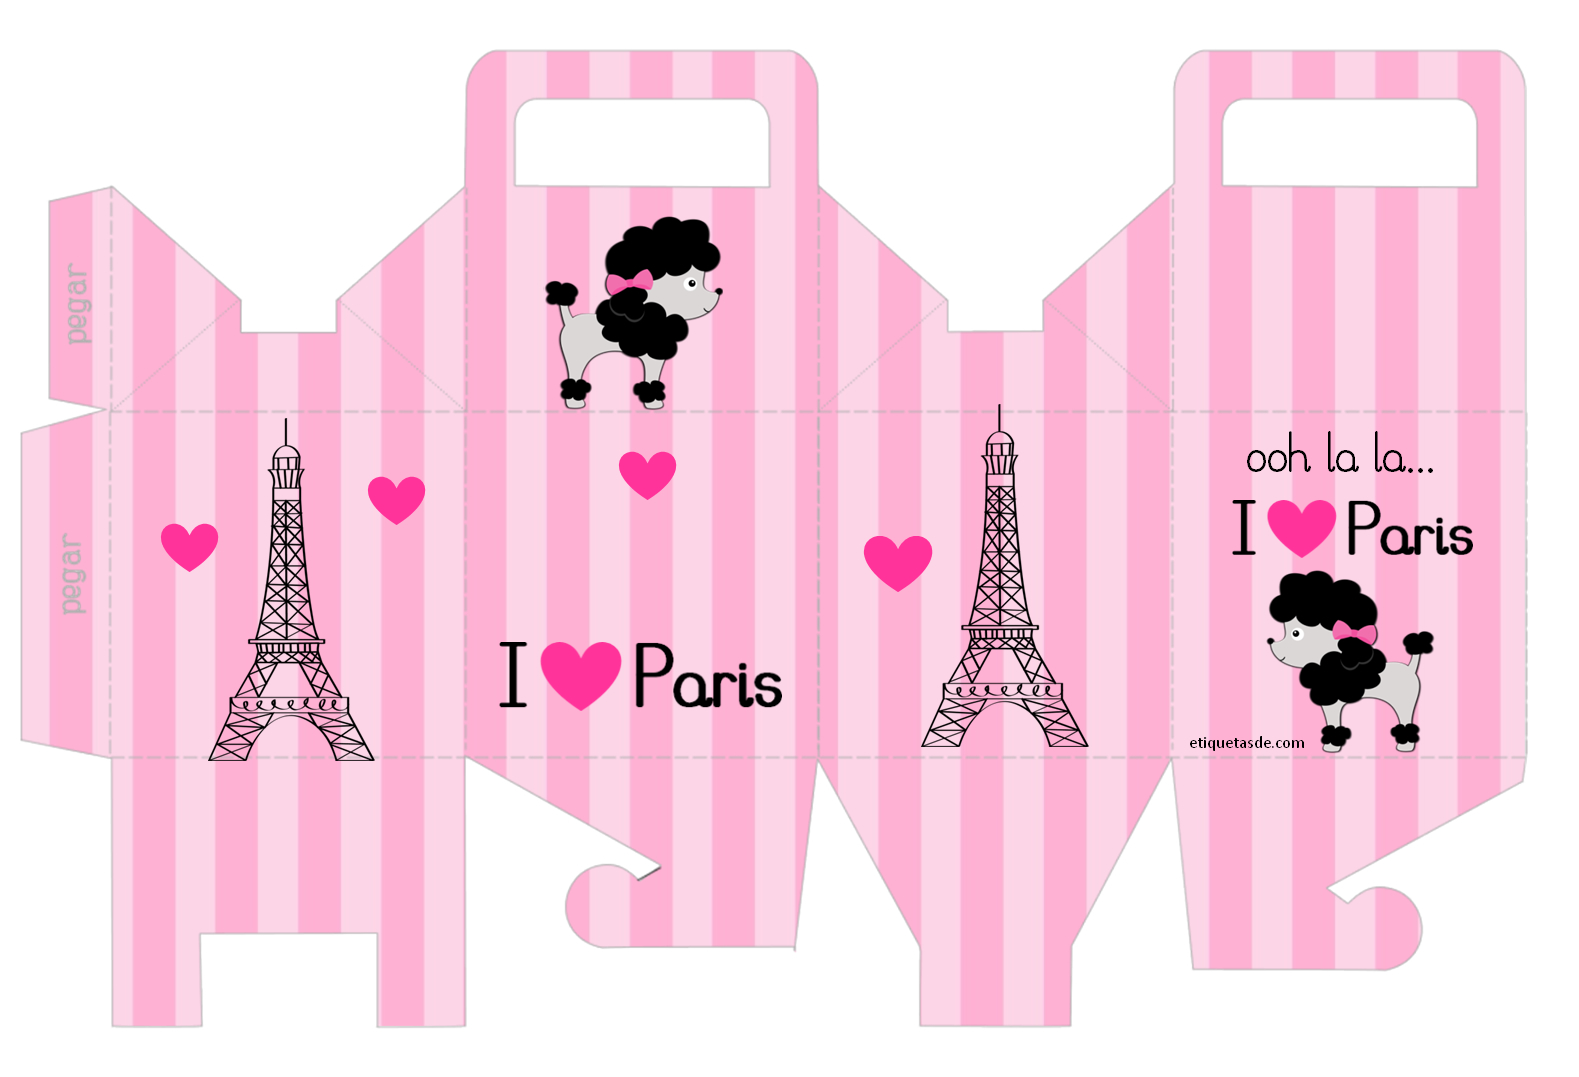 pegar
pegar
I Paris
ooh la la...
I Paris
etiquetasde.com